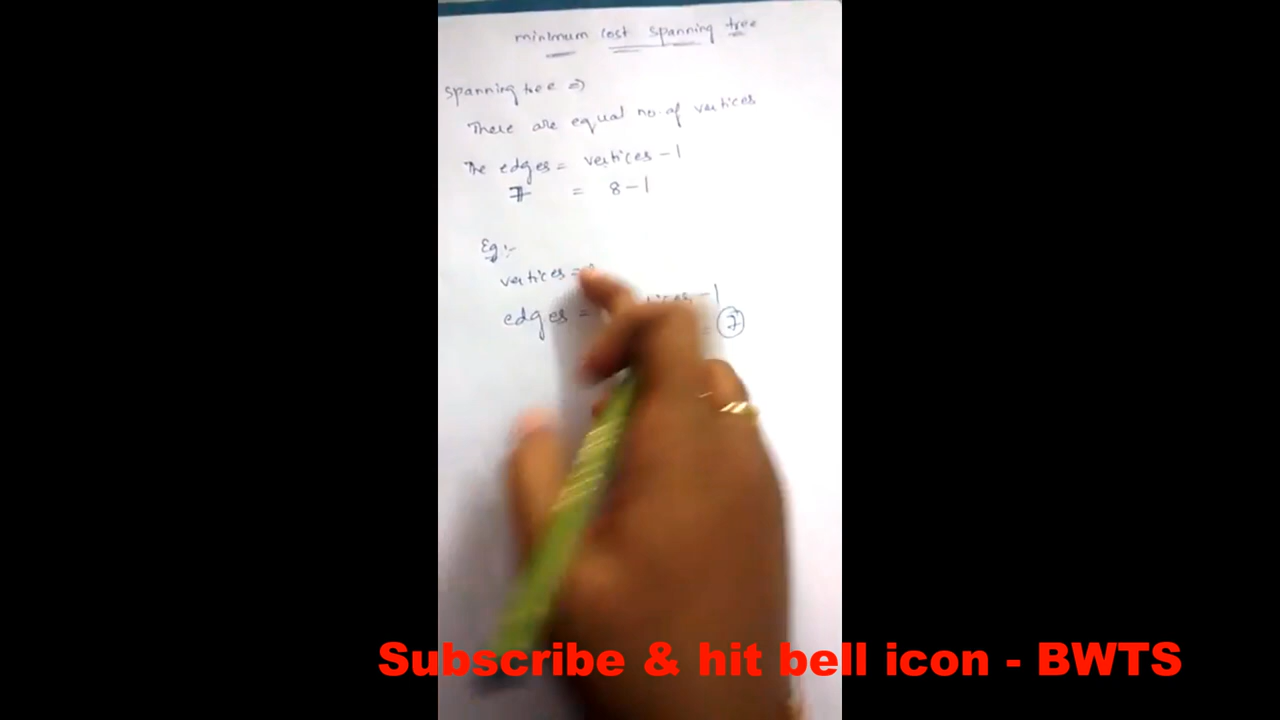 minimum cost spanning tree
spanning tree =>
There are equal no. of vertices
The edges = vertices - 1
7 = 8 - 1
Eg:-
vertices =
edges = - 1
= 7
Subscribe & hit bell icon - BWTS